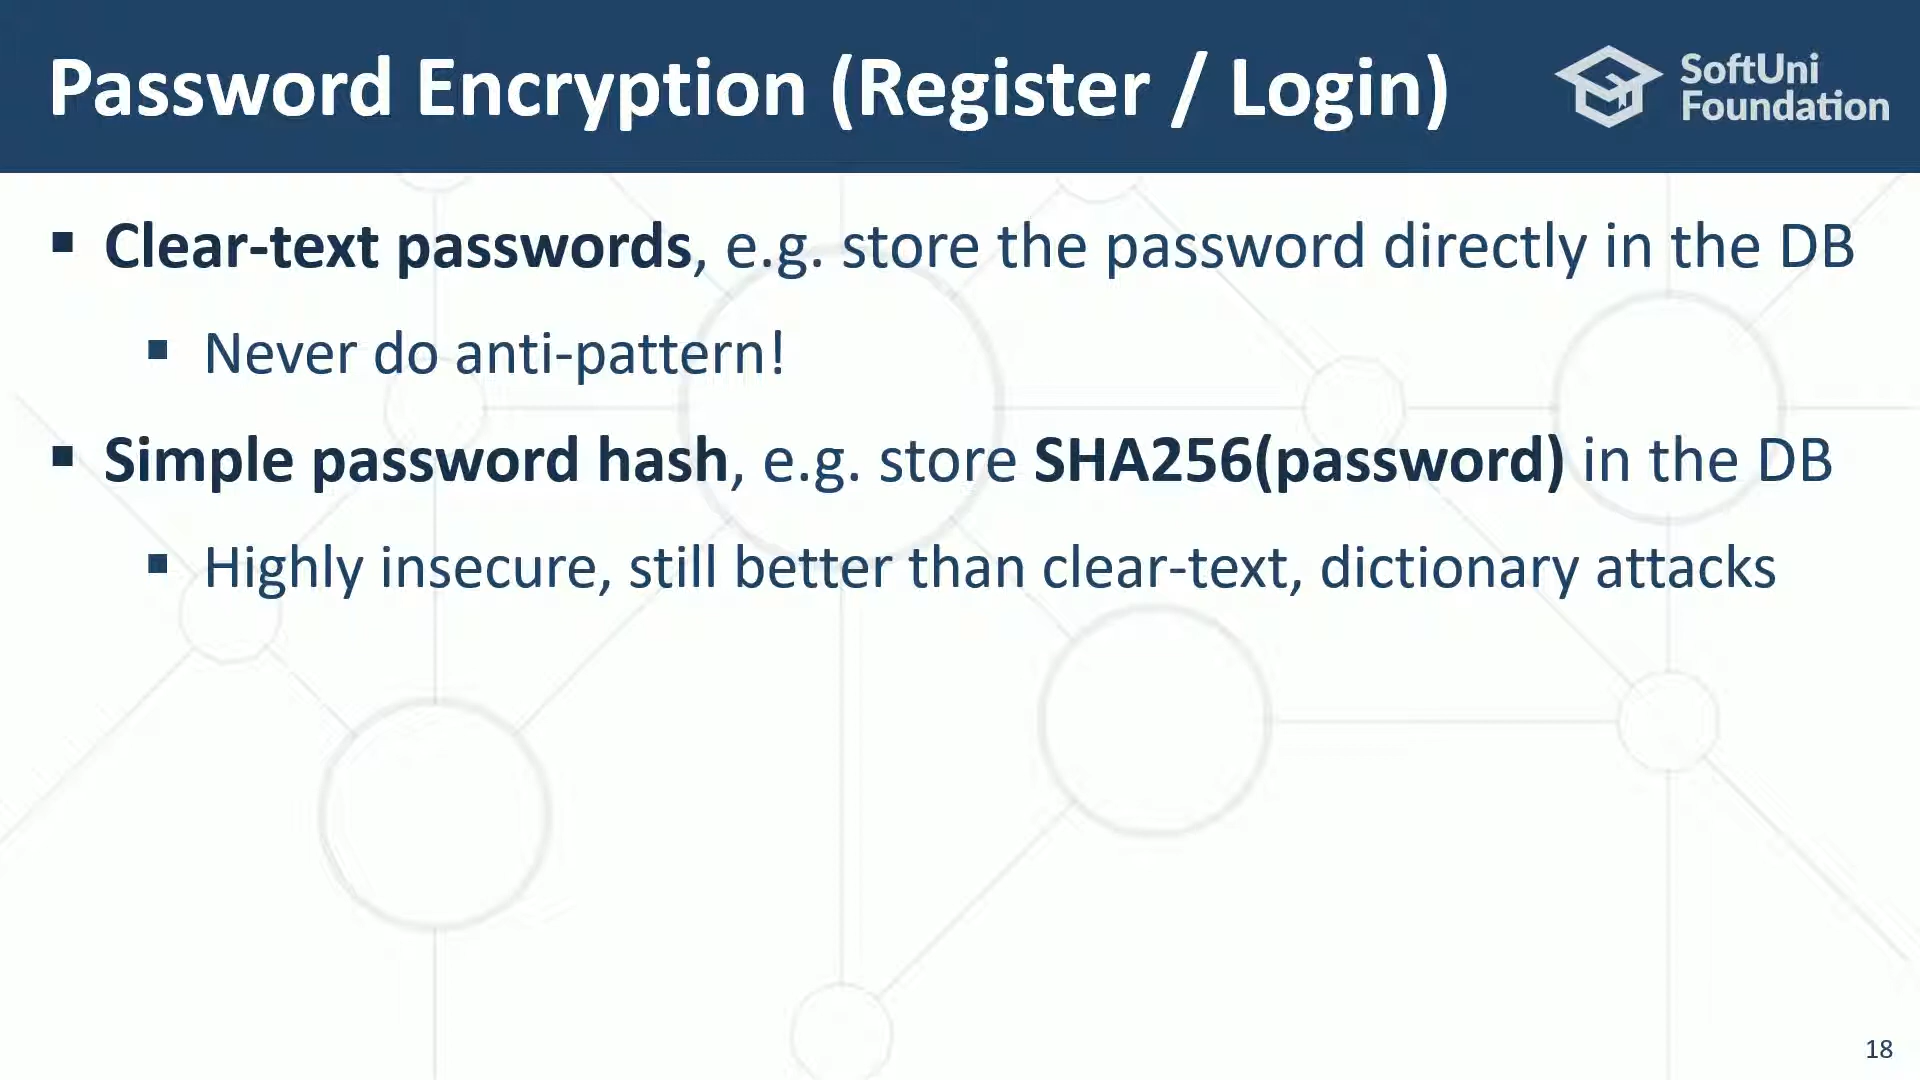 Password Encryption (Register / Login)
SoftUni
Foundation
▪ Clear-text passwords, e.g. store the password directly in the DB
▪ Never do anti-pattern!
▪ Simple password hash, e.g. store SHA256(password) in the DB
▪ Highly insecure, still better than clear-text, dictionary attacks
18